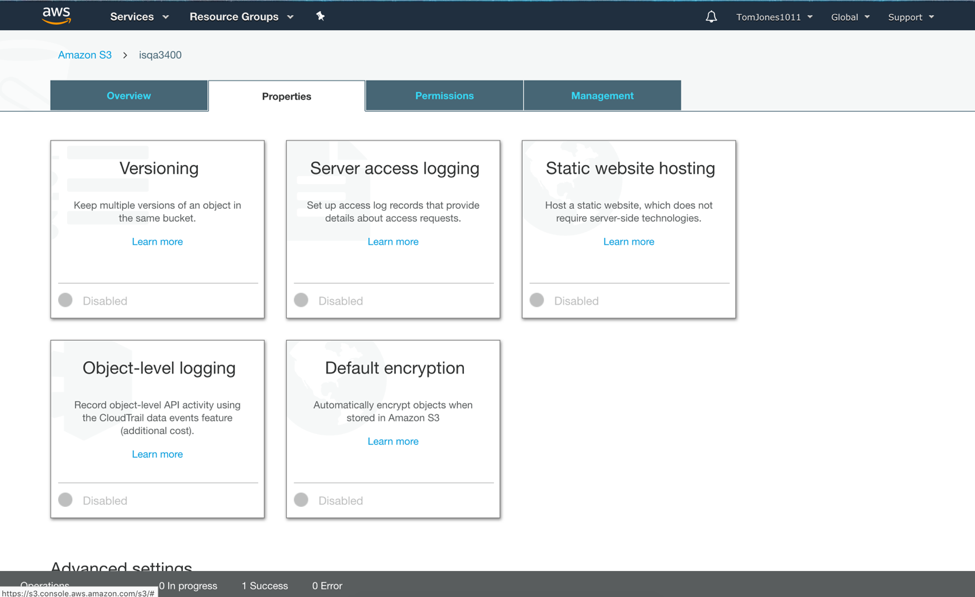 aws
Services
Resource Groups
TomJones1011
Global
Support
Amazon S3 > isqa3400
Overview
Properties
Permissions
Management
Versioning
Keep multiple versions of an object in
the same bucket.
Learn more
Disabled
Server access logging
Set up access log records that provide
details about access requests.
Learn more
Disabled
Static website hosting
Host a static website, which does not
require server-side technologies.
Learn more
Disabled
Object-level logging
Record object-level API activity using
the CloudTrail data events feature
(additional cost).
Learn more
Disabled
Default encryption
Automatically encrypt objects when
stored in Amazon S3
Learn more
Disabled
Advanced settings
Operations
0 In progress
1 Success
0 Error
https://s3.console.aws.amazon.com/s3/#